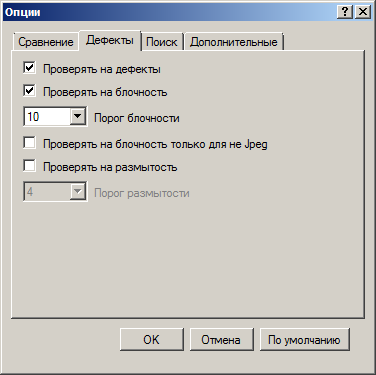 Опции
Сравнение Дефекты Поиск Дополнительные
Проверять на дефекты
Проверять на блочность
10 Порог блочности
Проверять на блочность только для не Jpeg
Проверять на размытость
4 Порог размытости
OK Отмена По умолчанию